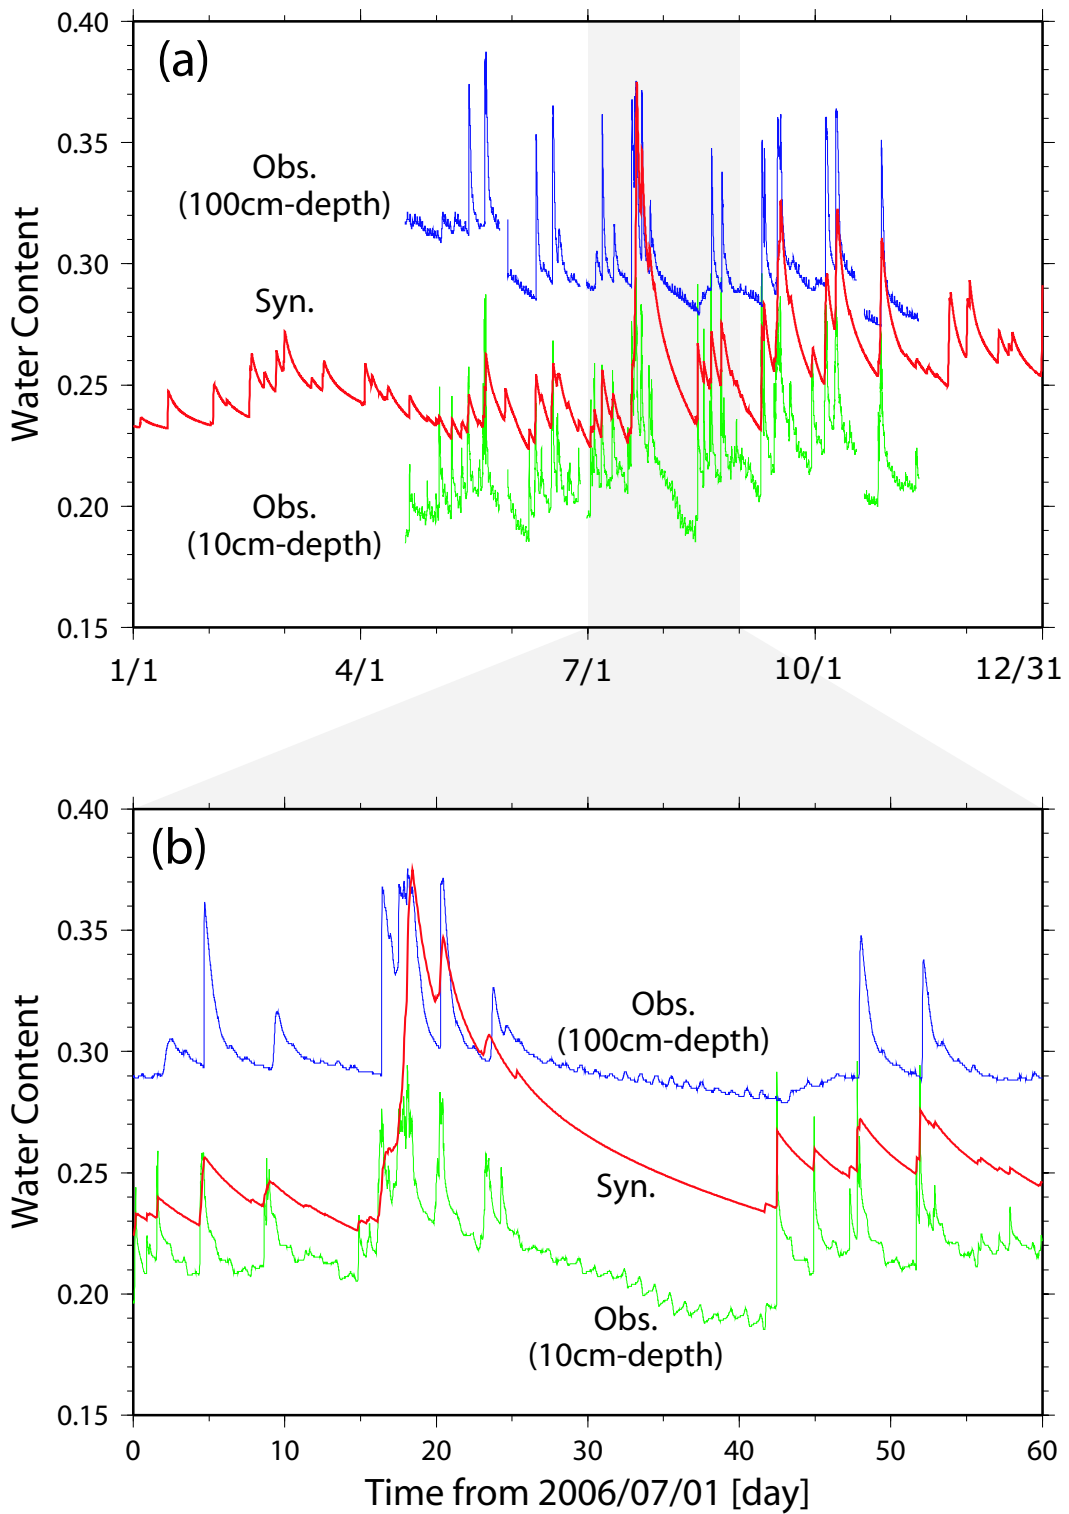 (a)
0.40
0.35
0.30
0.25
0.20
0.15
Water Content
Obs.
(100cm-depth)
Syn.
Obs.
(10cm-depth)
1/1
4/1
7/1
10/1
12/31
(b)
0.40
0.35
0.30
0.25
0.20
0.15
Water Content
Obs.
(100cm-depth)
Syn.
Obs.
(10cm-depth)
0
10
20
30
40
50
60
Time from 2006/07/01 [day]